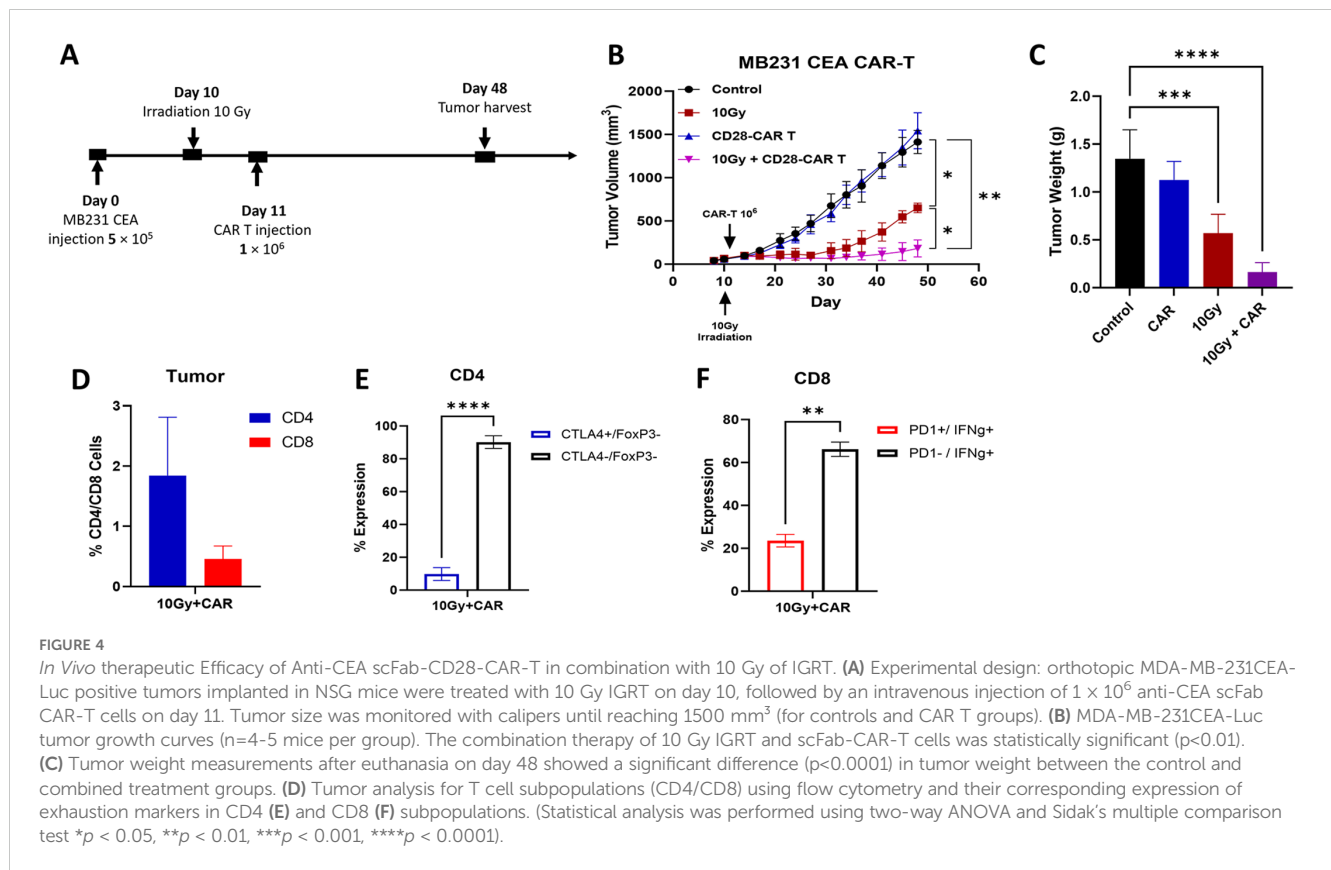 A
Day 10
Irradiation 10 Gy
Day 48
Tumor harvest
Day 0
MB231 CEA
injection 5 × 10⁵
Day 11
CAR T injection
1 × 10⁶
B
MB231 CEA CAR-T
Control
10Gy
CD28-CAR T
10Gy + CD28-CAR T
Tumor Volume (mm³)
2000
1500
1000
500
0
CAR-T 10⁶
*
*
**
0 10 20 30 40 50 60
Day
10Gy
Irradiation
C
****
***
Tumor Weight (g)
2.0
1.5
1.0
0.5
0.0
Control
CAR
10Gy
10Gy + CAR
D
Tumor
% CD4/CD8 Cells
3
2
1
0
CD4
CD8
10Gy+CAR
E
CD4
****
% Expression
100
80
60
40
20
0
CTLA4+/FoxP3-
CTLA4-/FoxP3-
10Gy+CAR
F
CD8
**
% Expression
80
60
40
20
0
PD1+/ IFNg+
PD1- / IFNg+
10Gy+CAR
FIGURE 4
In Vivo therapeutic Efficacy of Anti-CEA scFab-CD28-CAR-T in combination with 10 Gy of IGRT. (A) Experimental design: orthotopic MDA-MB-231CEA-
Luc positive tumors implanted in NSG mice were treated with 10 Gy IGRT on day 10, followed by an intravenous injection of 1 × 10⁶ anti-CEA scFab
CAR-T cells on day 11. Tumor size was monitored with calipers until reaching 1500 mm³ (for controls and CAR T groups). (B) MDA-MB-231CEA-Luc
tumor growth curves (n=4-5 mice per group). The combination therapy of 10 Gy IGRT and scFab-CAR-T cells was statistically significant (p<0.01).
(C) Tumor weight measurements after euthanasia on day 48 showed a significant difference (p<0.0001) in tumor weight between the control and
combined treatment groups. (D) Tumor analysis for T cell subpopulations (CD4/CD8) using flow cytometry and their corresponding expression of
exhaustion markers in CD4 (E) and CD8 (F) subpopulations. (Statistical analysis was performed using two-way ANOVA and Sidak's multiple comparison
test *p < 0.05, **p < 0.01, ***p < 0.001, ****p < 0.0001).